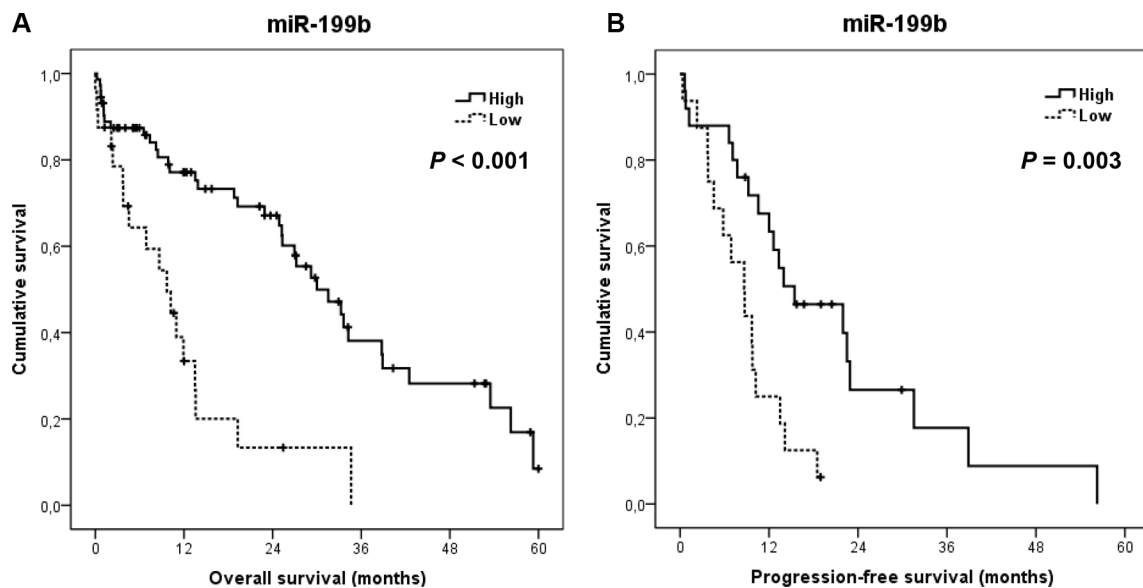 A
miR-199b
Cumulative survival
1,0
0,8
0,6
0,4
0,2
0,0
High
Low
P < 0.001
0 12 24 36 48 60
Overall survival (months)
B
miR-199b
Cumulative survival
1,0
0,8
0,6
0,4
0,2
0,0
High
Low
P = 0.003
0 12 24 36 48 60
Progression-free survival (months)